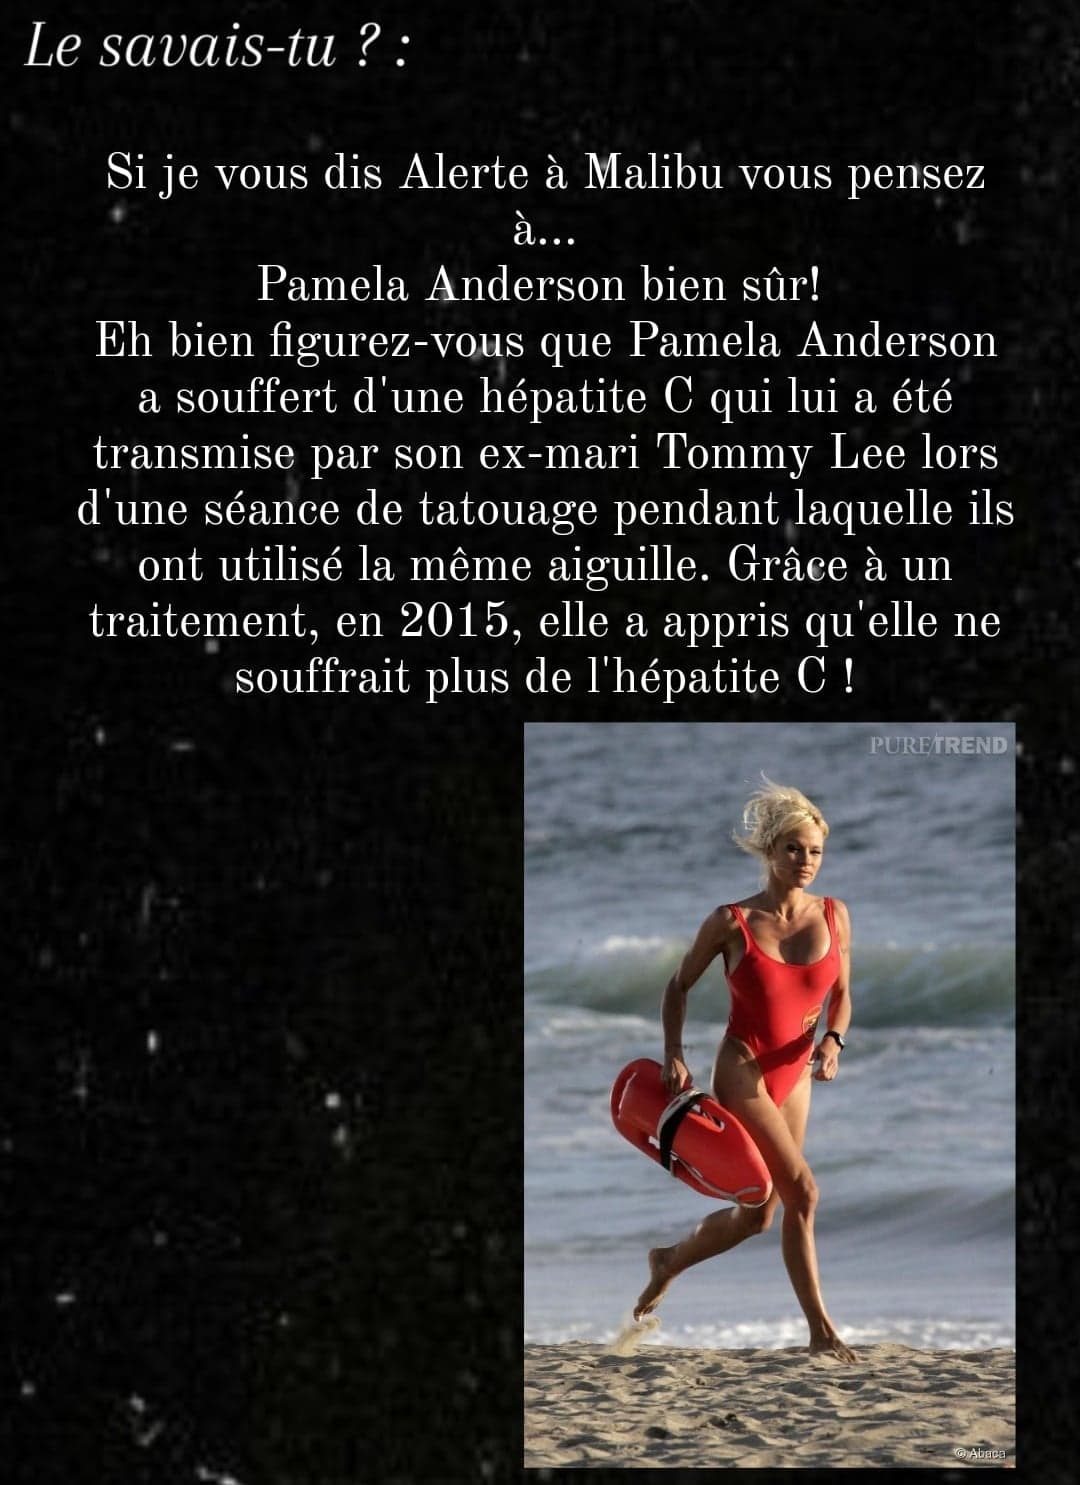 Le savais-tu ? :
Si je vous dis Alerte à Malibu vous pensez
à...
Pamela Anderson bien sûr!
Eh bien figurez-vous que Pamela Anderson
a souffert d'une hépatite C qui lui a été
transmise par son ex-mari Tommy Lee lors
d'une séance de tatouage pendant laquelle ils
ont utilisé la même aiguille. Grâce à un
traitement, en 2015, elle a appris qu'elle ne
souffrait plus de l'hépatite C !
PURETREND
© Abaca